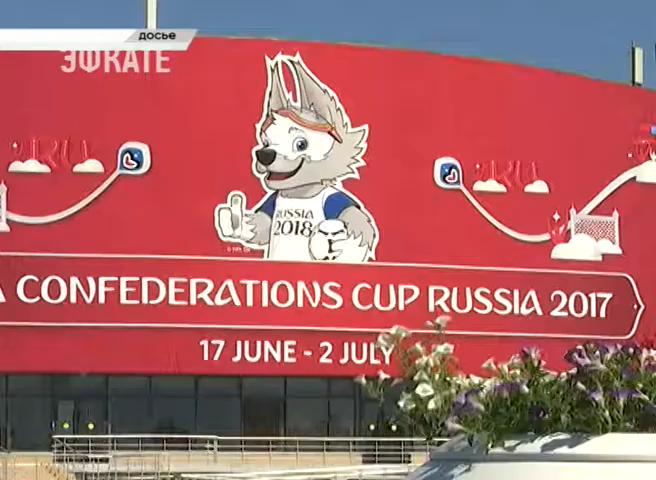 досье
ЭФКАТЕ
RUSSIA
2018
A CONFEDERATIONS CUP RUSSIA 2017
17 JUNE - 2 JULY